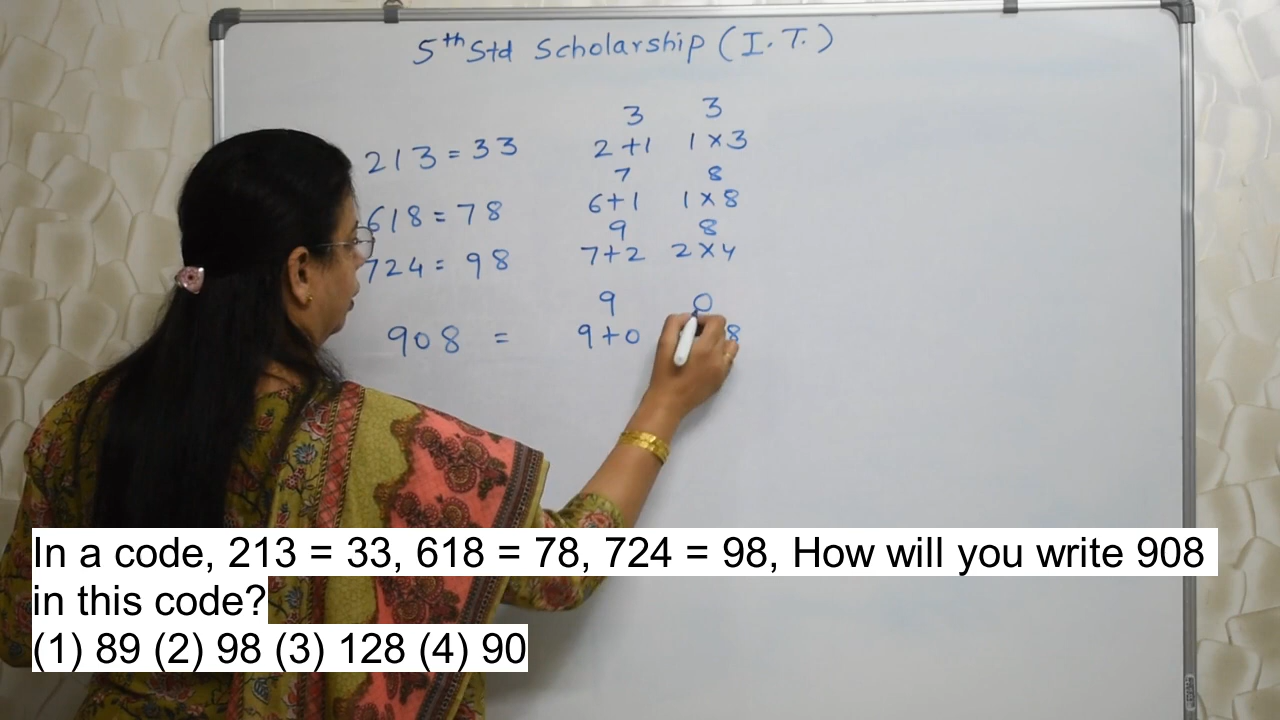 5th Std Scholarship (I.T.)
3 3
213 = 33 2+1 1×3
7 8
618 = 78 6+1 1×8
9 8
724 = 98 7+2 2×4
9 0
908 = 9+0 8
In a code, 213 = 33, 618 = 78, 724 = 98, How will you write 908
in this code?
(1) 89 (2) 98 (3) 128 (4) 90